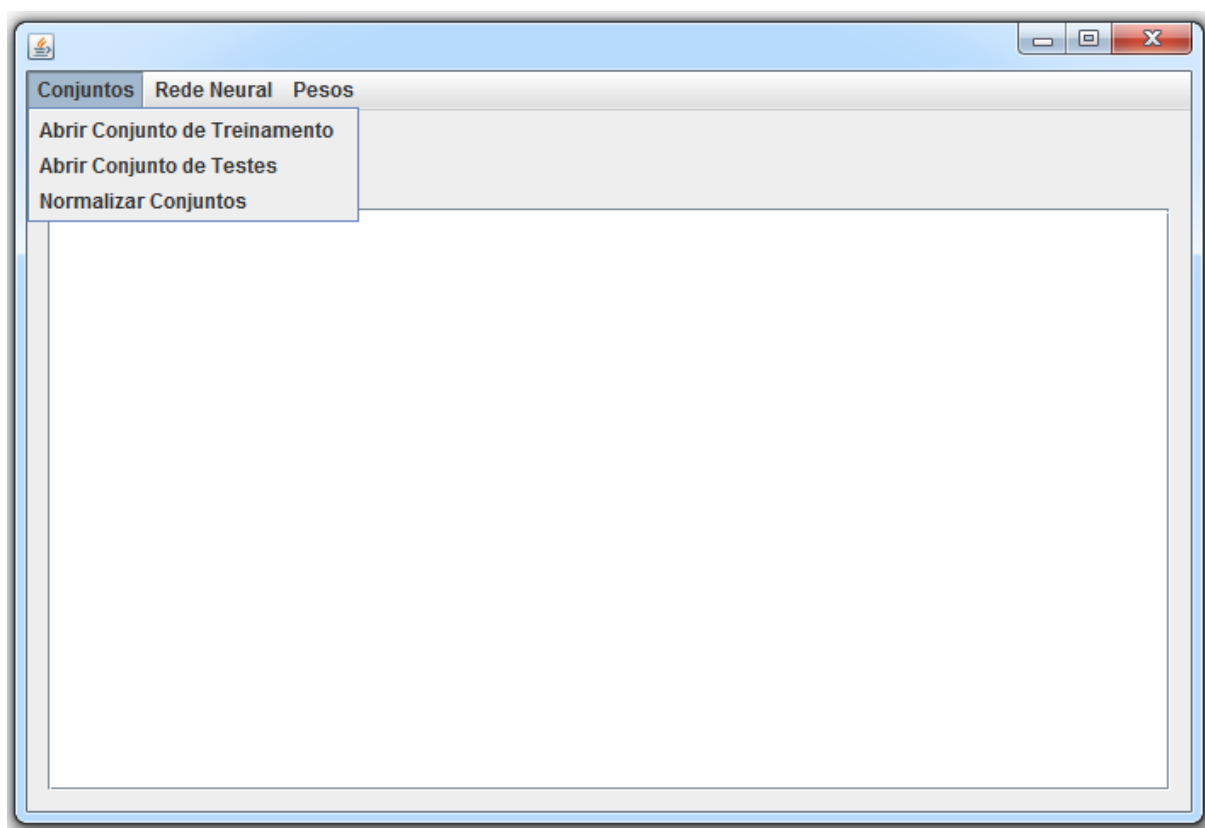 Conjuntos Rede Neural Pesos
Abrir Conjunto de Treinamento
Abrir Conjunto de Testes
Normalizar Conjuntos